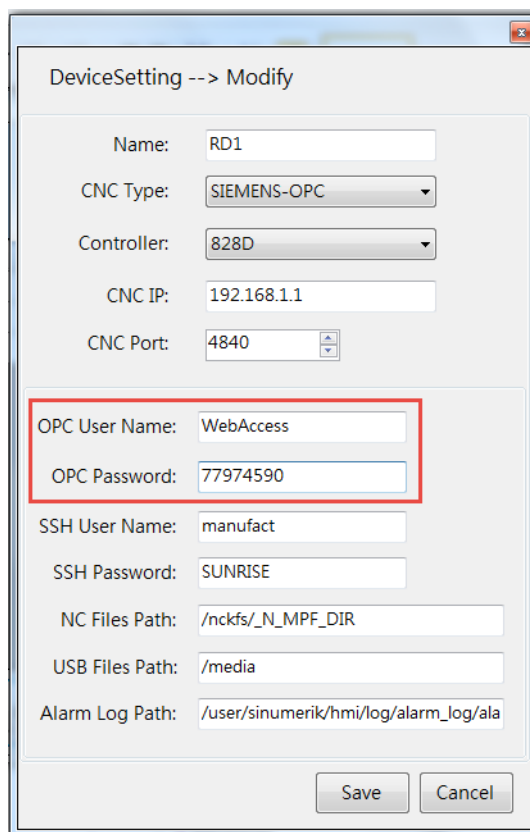 DeviceSetting --> Modify
Name: RD1
CNC Type: SIEMENS-OPC
Controller: 828D
CNC IP: 192.168.1.1
CNC Port: 4840
OPC User Name: WebAccess
OPC Password: 77974590
SSH User Name: manufact
SSH Password: SUNRISE
NC Files Path: /nckfs/_N_MPF_DIR
USB Files Path: /media
Alarm Log Path: /user/sinumerik/hmi/log/alarm_log/ala
Save Cancel